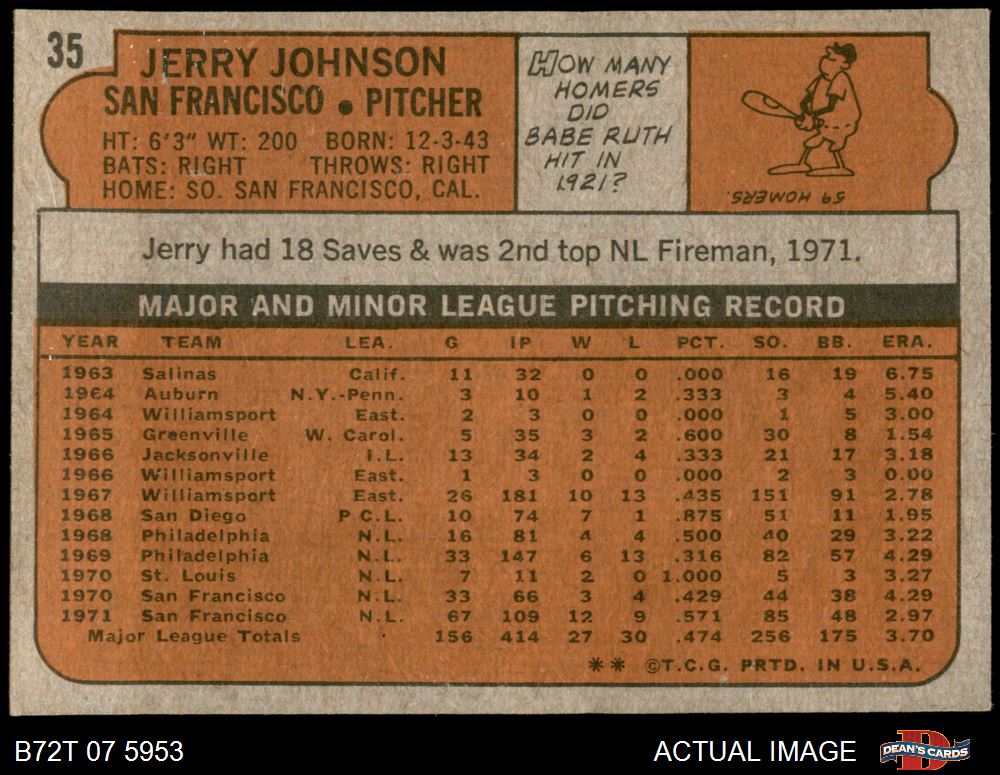 35
JERRY JOHNSON
SAN FRANCISCO • PITCHER
HT: 6'3" WT: 200 BORN: 12-3-43
BATS: RIGHT THROWS: RIGHT
HOME: SO. SAN FRANCISCO, CAL.
HOW MANY
HOMERS
DID
BABE RUTH
HIT IN
1921?
59 HOMERS.
Jerry had 18 Saves & was 2nd top NL Fireman, 1971.
MAJOR AND MINOR LEAGUE PITCHING RECORD
YEAR TEAM LEA. G IP W L PCT. SO. BB. ERA.
1963 Salinas Calif. 11 32 0 0 .000 16 19 6.75
1964 Auburn N.Y.-Penn. 3 10 1 2 .333 3 4 5.40
1964 Williamsport East. 2 3 0 0 .000 1 5 3.00
1965 Greenville W. Carol. 5 35 3 2 .600 30 8 1.54
1966 Jacksonville I.L. 13 34 2 4 .333 21 17 3.18
1966 Williamsport East. 1 3 0 0 .000 2 3 0.00
1967 Williamsport East. 26 181 10 13 .435 151 91 2.78
1968 San Diego P.C.L. 10 74 7 1 .875 51 11 1.95
1968 Philadelphia N.L. 16 81 4 4 .500 40 29 3.22
1969 Philadelphia N.L. 33 147 6 13 .316 82 57 4.29
1970 St. Louis N.L. 7 11 2 0 1.000 5 3 3.27
1970 San Francisco N.L. 33 66 3 4 .429 44 38 4.29
1971 San Francisco N.L. 67 109 12 9 .571 85 48 2.97
Major League Totals 156 414 27 30 .474 256 175 3.70
** ©T.C.G. PRTD. IN U.S.A.
B72T 07 5953
ACTUAL IMAGE
D
DEAN'S CARDS